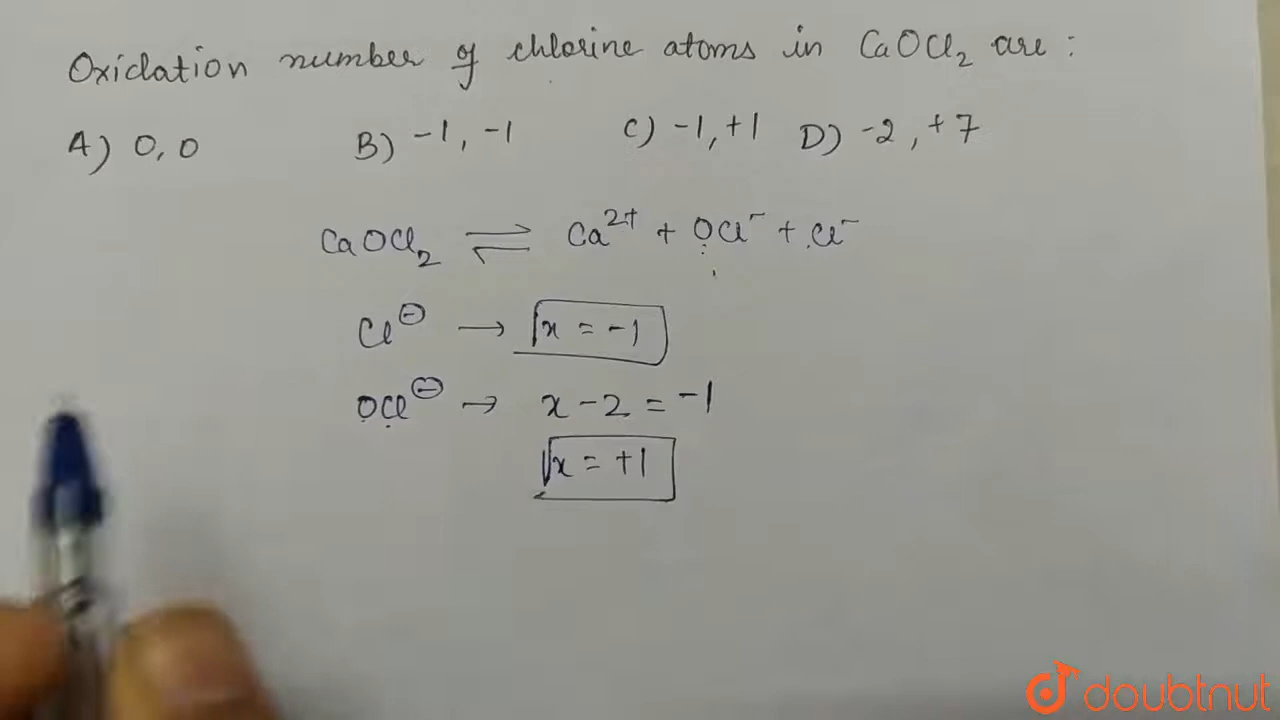 Oxidation number of chlorine atoms in CaOCl₂ are :
A) 0, 0 B) -1, -1 C) -1, +1 D) -2, +7
CaOCl₂ ⇌ Ca²⁺ + OCl⁻ + Cl⁻
Cl⊖ → x = -1
OCl⊖ → x - 2 = -1
x = +1
doubtnut